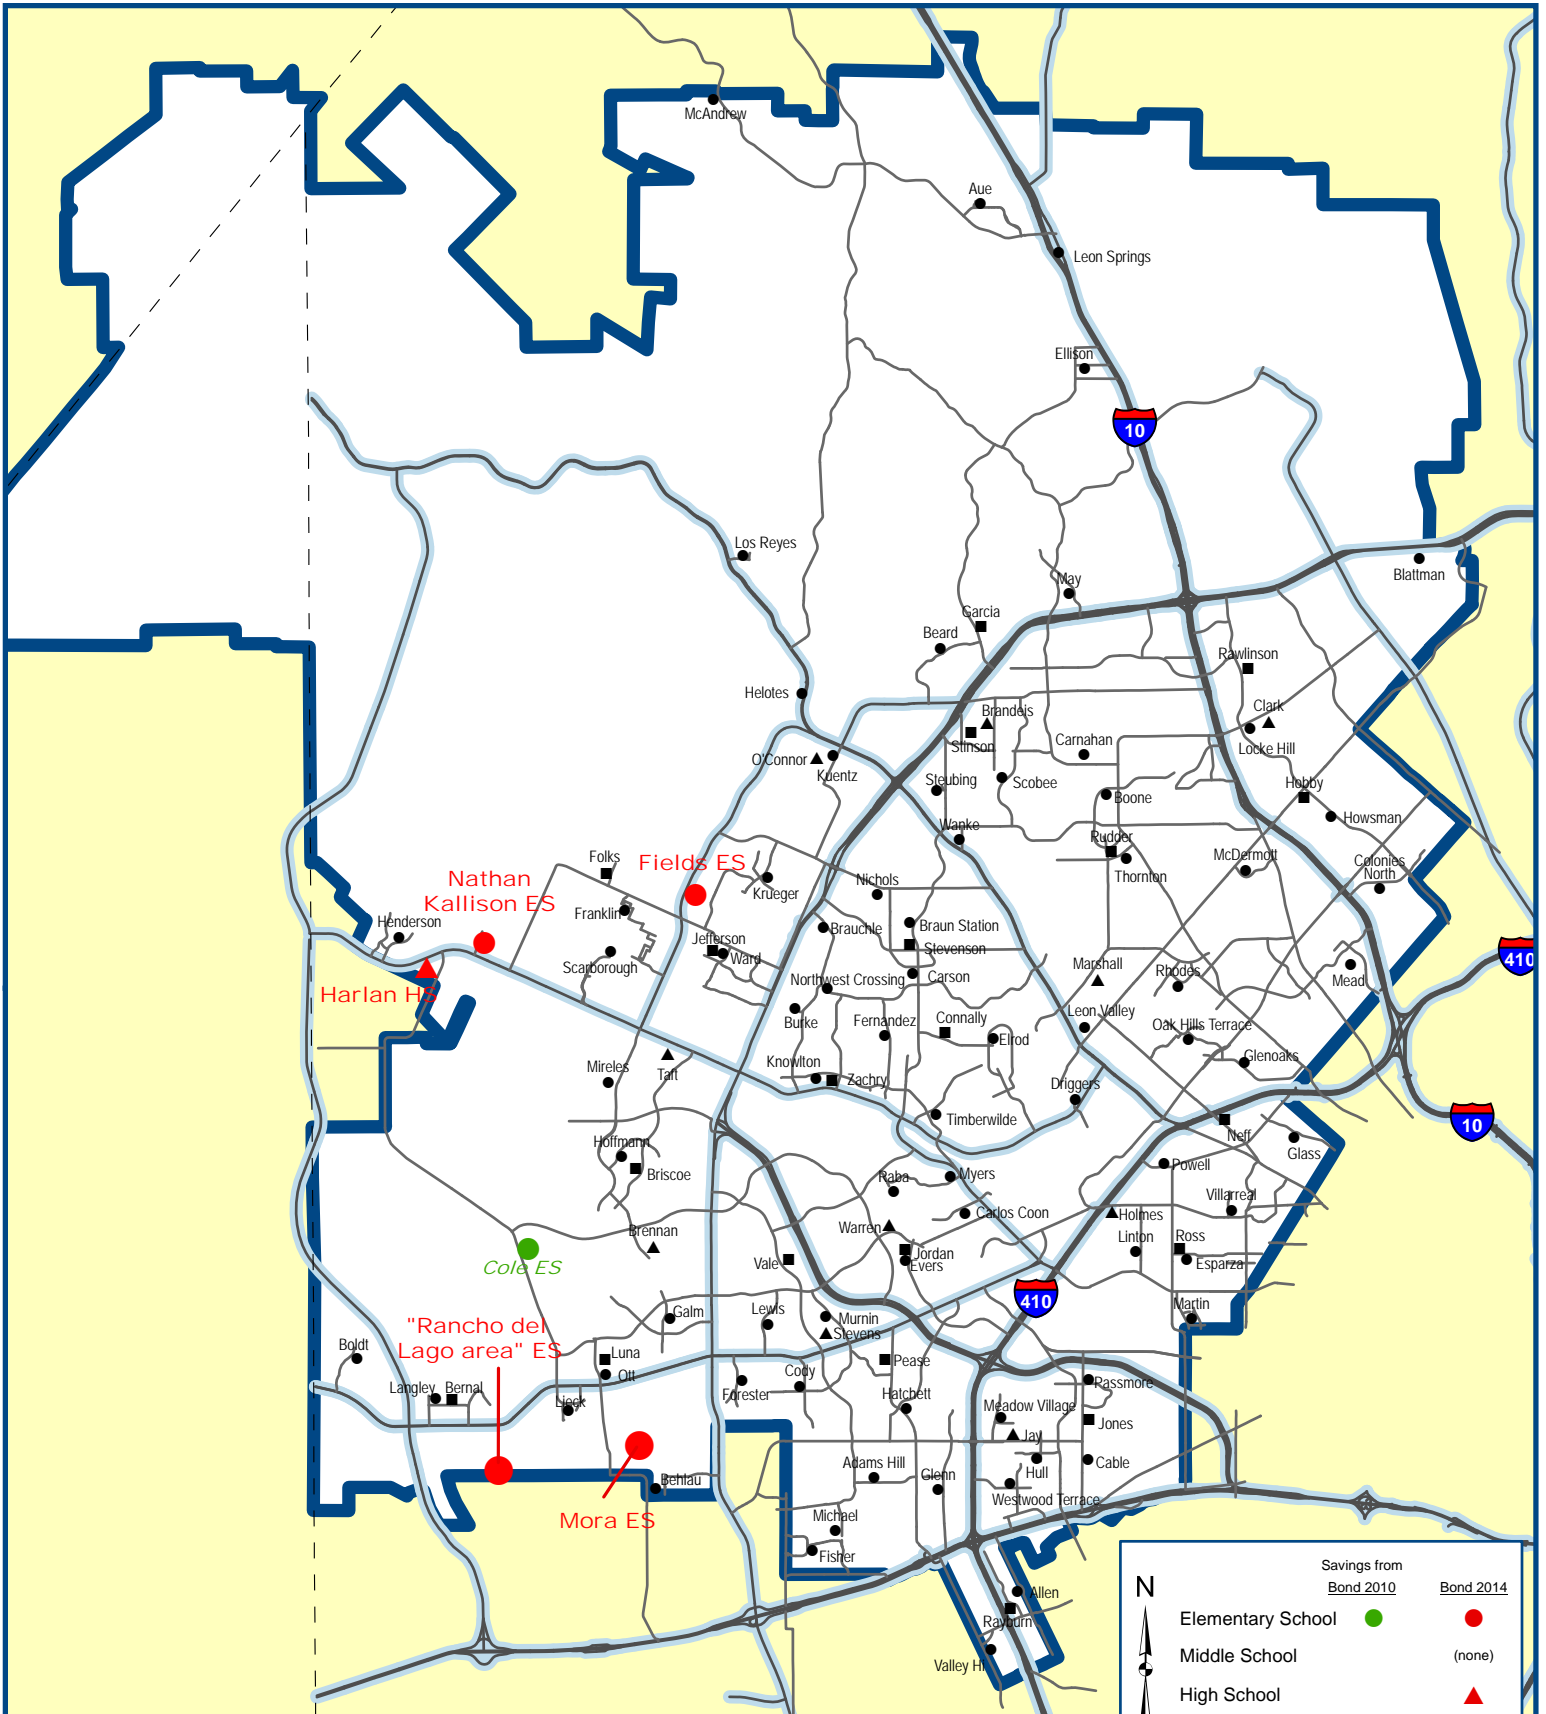 McAndrew
Aue
Leon Springs
Ellison
10
Los Reyes
Blattman
May
Garcia
Beard
Rawlinson
Helotes
Brandeis
Clark
Stinson
Carnahan
Locke Hill
O'Connor
Kuentz
Steubing
Scobee
Hobby
Boone
Howsman
Wanke
Rudder
Folks
Fields ES
McDermott
Colonies
North
Thornton
Nathan
Kallison ES
Krueger
Nichols
Franklin
Henderson
Brauchle
Braun Station
Jefferson
Stevenson
Ward
410
Scarborough
Marshall
Rhodes
Northwest Crossing
Carson
Mead
Harlan HS
Burke
Fernandez
Connally
Leon Valley
Oak Hills Terrace
Elrod
Glenoaks
Mireles
Taft
Knowlton
Zachry
Driggers
Timberwilde
10
Neff
Hoffmann
Glass
Briscoe
Powell
Raba
Myers
Villarreal
Carlos Coon
Holmes
Brennan
Warren
Linton
Ross
Vale
Jordan
Evers
Esparza
Cole ES
410
Martin
Galm
Lewis
Murnin
"Rancho del
Lago area" ES
Stevens
Boldt
Luna
Pease
Ott
Cody
Passmore
Langley
Bernal
Forester
Lieck
Hatchett
Meadow Village
Jones
Jay
Adams Hill
Glenn
Hull
Cable
Behlau
Westwood Terrace
Mora ES
Michael
Fisher
Allen
Rayburn
Valley Hi
N
Savings from
Bond 2010
Bond 2014
Elementary School
Middle School
(none)
High School